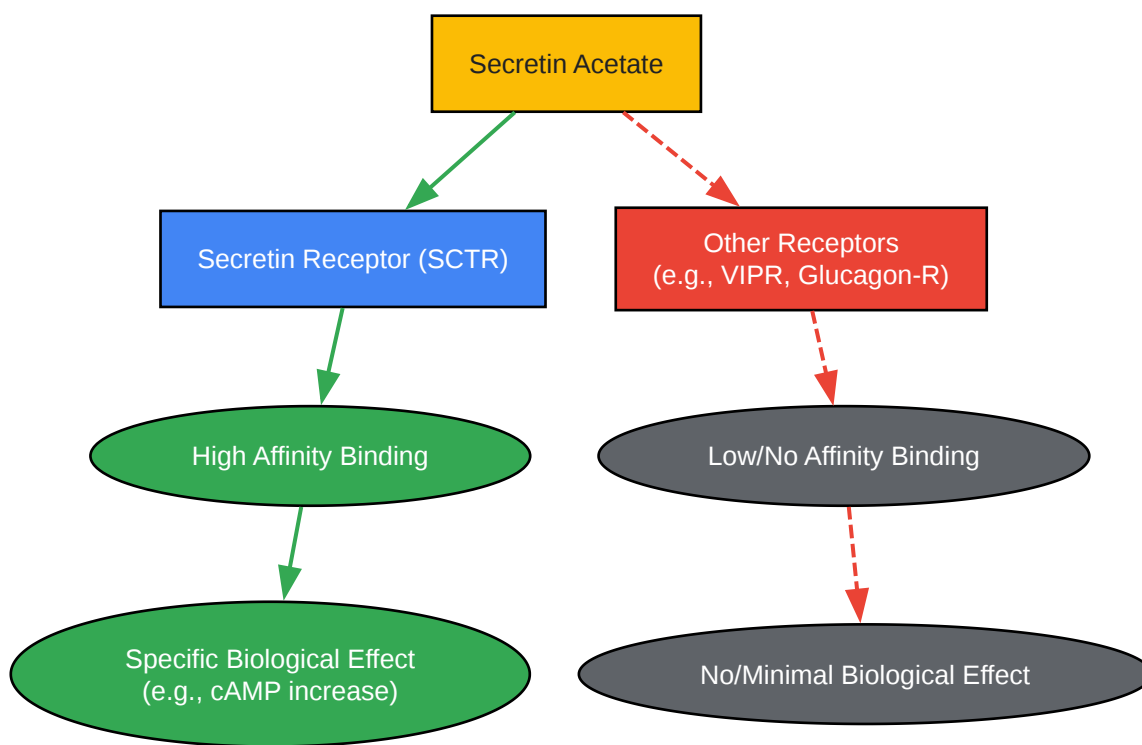 Secretin Acetate
Secretin Receptor (SCTR)
Other Receptors
(e.g., VIPR, Glucagon-R)
High Affinity Binding
Low/No Affinity Binding
Specific Biological Effect
(e.g., cAMP increase)
No/Minimal Biological Effect